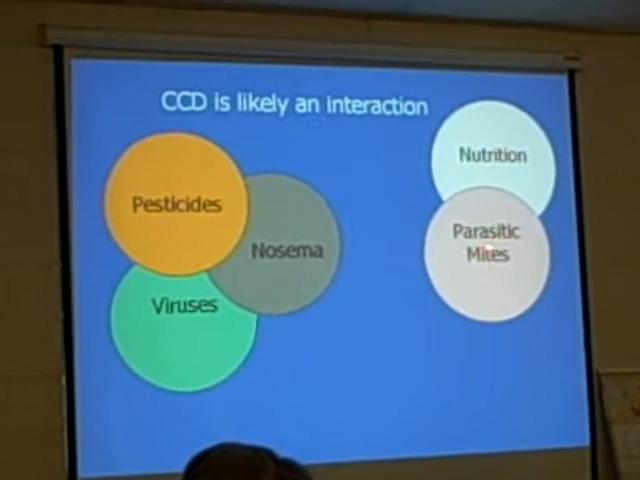 CCD is likely an interaction
Pesticides
Nosema
Viruses
Nutrition
Parasitic
Mites